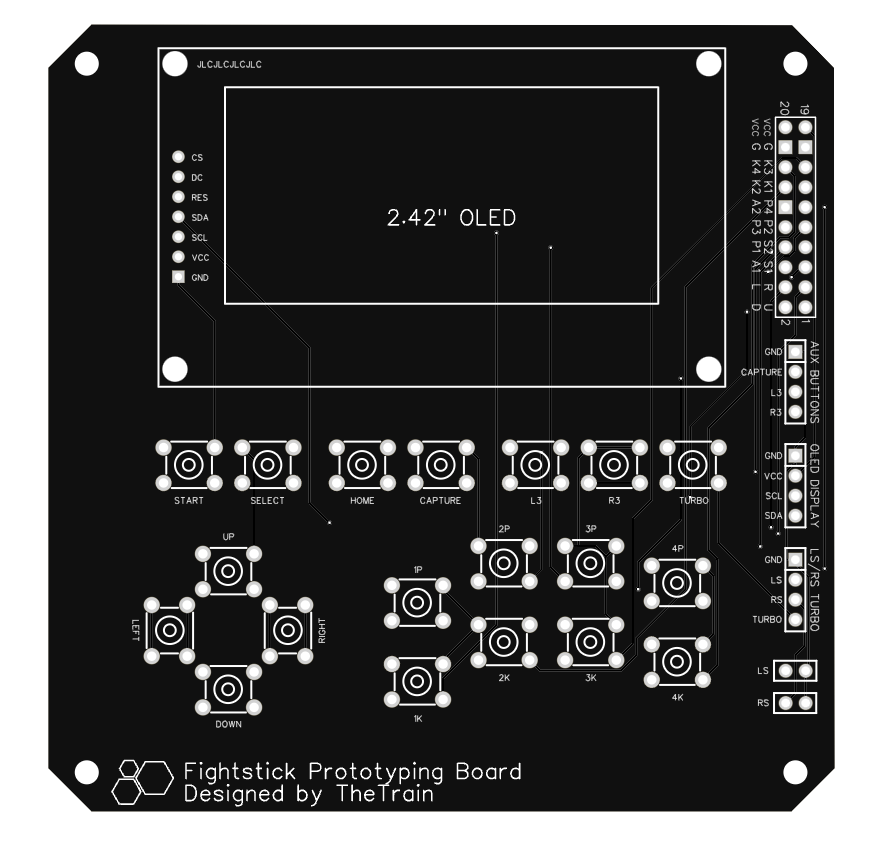 JLCJLCJLCJLC
2.42" OLED
CS
DC
RES
SDA
SCL
VCC
GND
20 19
VCC VCC
G G
K4 K3
K2 K1
A2 P4
P3 P2
P1 S2
A1 S1
L R
D U
2 1
GND
CAPTURE
L3
R3
AUX BUTTONS
GND
VCC
SCL
SDA
OLED DISPLAY
GND
LS
RS
TURBO
LS/RS TURBO
LS
RS
START SELECT HOME CAPTURE L3 R3 TURBO
UP
LEFT
RIGHT
DOWN
1P
2P
3P
4P
1K
2K
3K
4K
Fightstick Prototyping Board
Designed by TheTrain